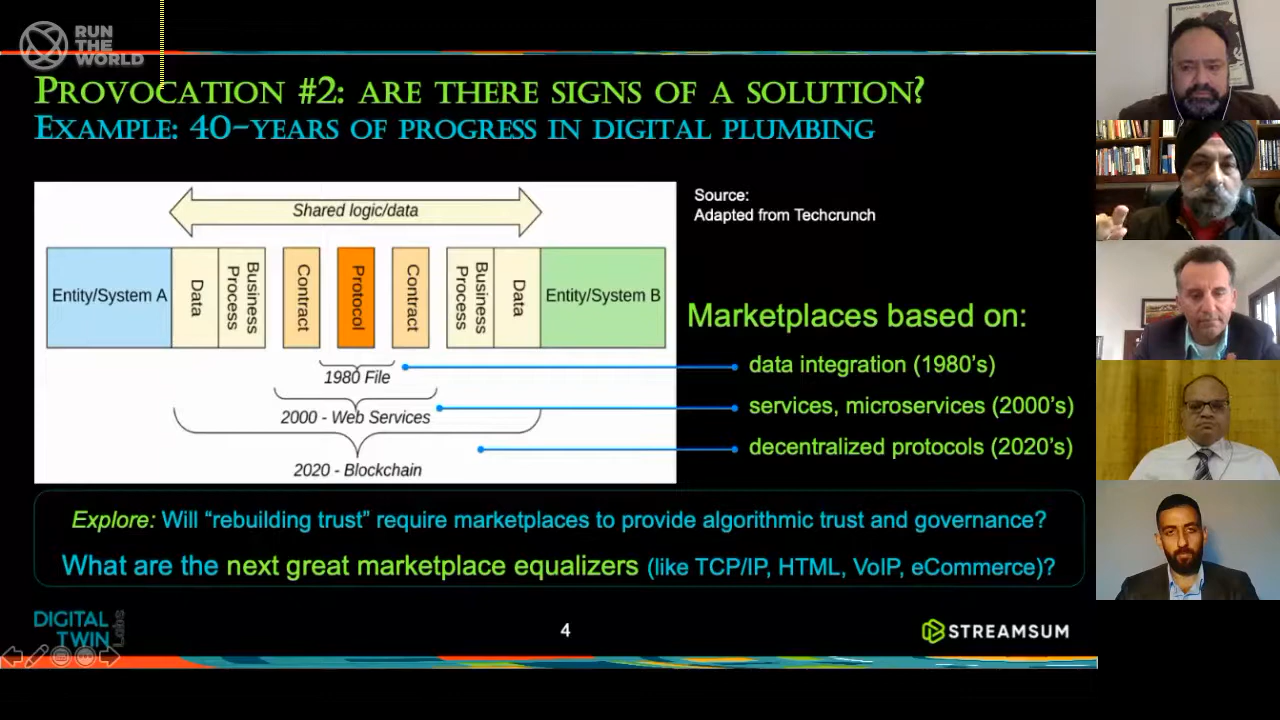 RUN
THE
WORLD
PROVOCATION #2: ARE THERE SIGNS OF A SOLUTION?
EXAMPLE: 40-YEARS OF PROGRESS IN DIGITAL PLUMBING
Shared logic/data
Entity/System A
Data
Business
Process
Contract
Protocol
Contract
Business
Process
Data
Entity/System B
1980 File
2000 - Web Services
2020 - Blockchain
Source:
Adapted from Techcrunch
Marketplaces based on:
data integration (1980's)
services, microservices (2000's)
decentralized protocols (2020's)
Explore: Will “rebuilding trust” require marketplaces to provide algorithmic trust and governance?
What are the next great marketplace equalizers (like TCP/IP, HTML, VoIP, eCommerce)?
DIGITAL
TWIN Labs
4
STREAMSUM